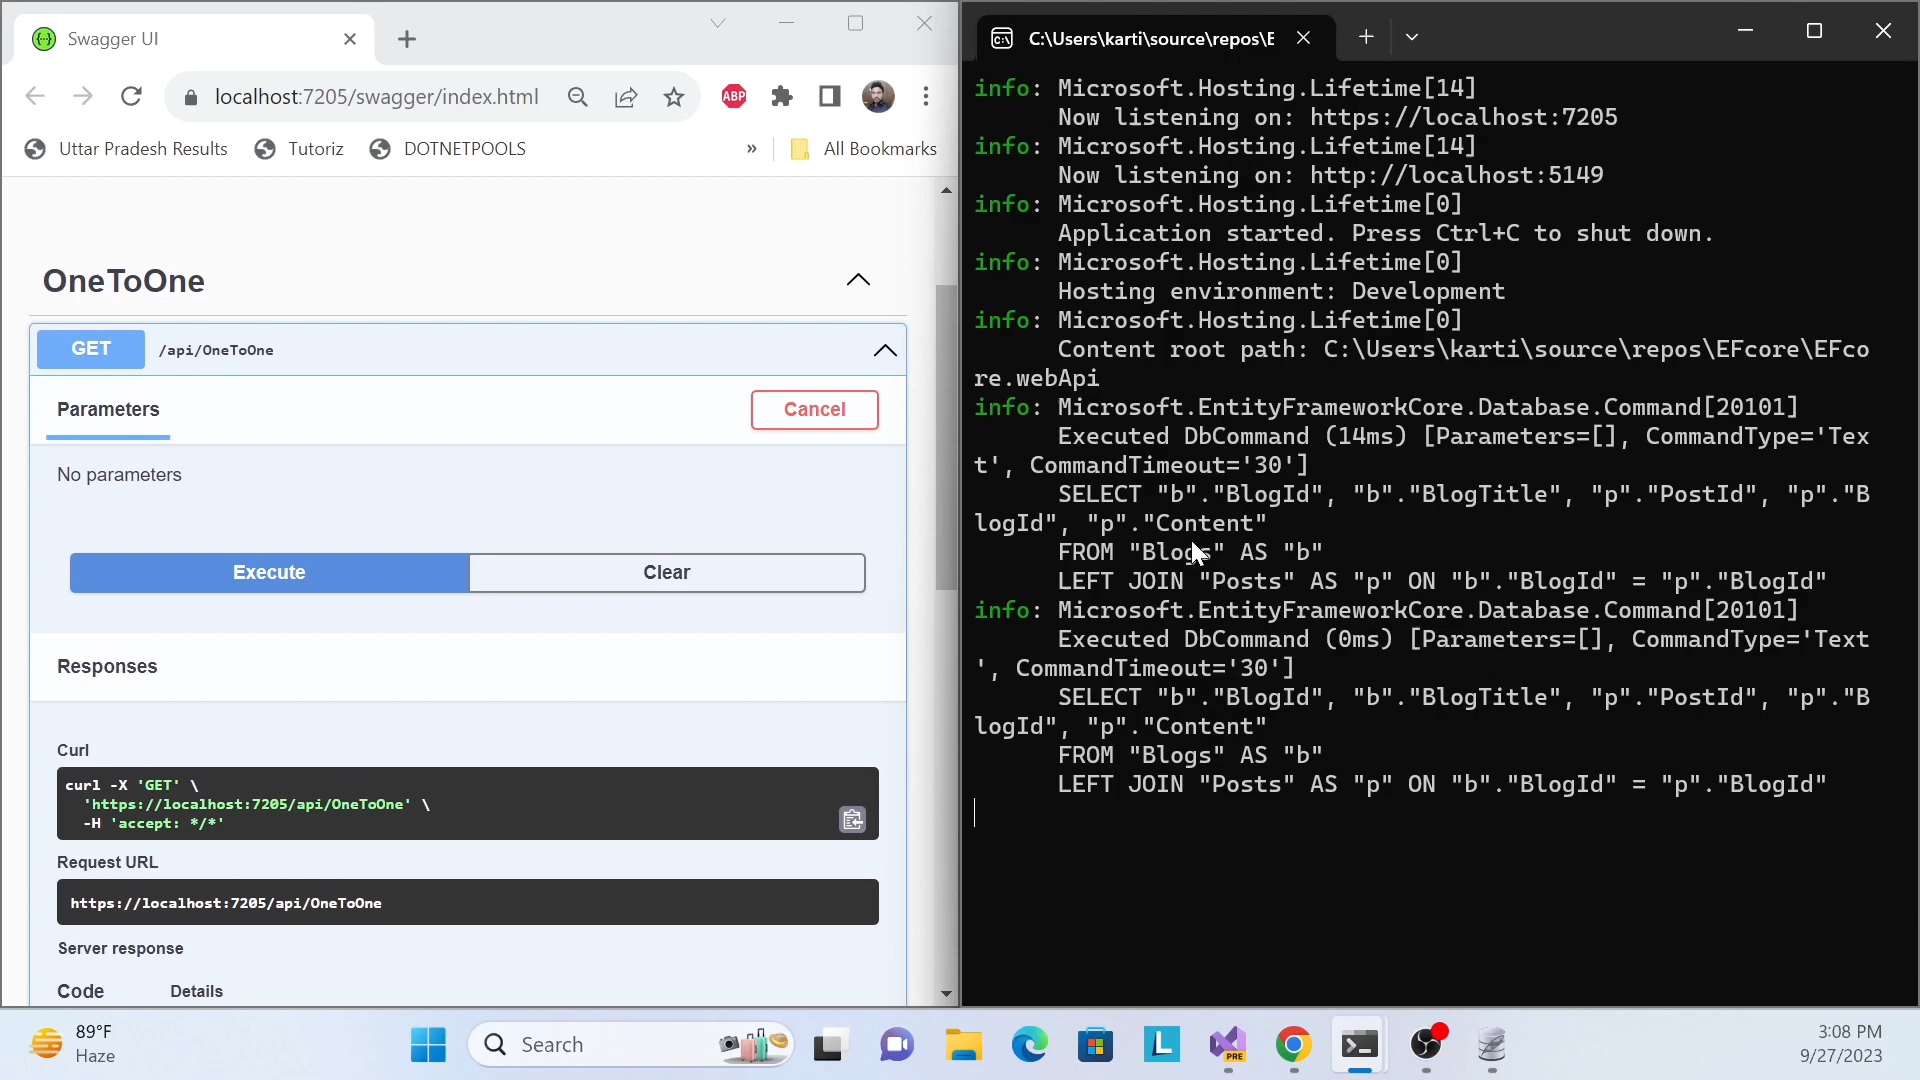 Swagger UI
localhost:7205/swagger/index.html
ABP
Uttar Pradesh Results
Tutoriz
DOTNETPOOLS
»
All Bookmarks
OneToOne
GET
/api/OneToOne
Parameters
Cancel
No parameters
Execute
Clear
Responses
Curl
curl -X 'GET' \
'https://localhost:7205/api/OneToOne' \
-H 'accept: */*'
Request URL
https://localhost:7205/api/OneToOne
Server response
Code
Details
C:\Users\karti\source\repos\E
info: Microsoft.Hosting.Lifetime[14]
Now listening on: https://localhost:7205
info: Microsoft.Hosting.Lifetime[14]
Now listening on: http://localhost:5149
info: Microsoft.Hosting.Lifetime[0]
Application started. Press Ctrl+C to shut down.
info: Microsoft.Hosting.Lifetime[0]
Hosting environment: Development
info: Microsoft.Hosting.Lifetime[0]
Content root path: C:\Users\karti\source\repos\EFcore\EFco
re.webApi
info: Microsoft.EntityFrameworkCore.Database.Command[20101]
Executed DbCommand (14ms) [Parameters=[], CommandType='Tex
t', CommandTimeout='30']
SELECT "b"."BlogId", "b"."BlogTitle", "p"."PostId", "p"."B
logId", "p"."Content"
FROM "Blogs" AS "b"
LEFT JOIN "Posts" AS "p" ON "b"."BlogId" = "p"."BlogId"
info: Microsoft.EntityFrameworkCore.Database.Command[20101]
Executed DbCommand (0ms) [Parameters=[], CommandType='Text
', CommandTimeout='30']
SELECT "b"."BlogId", "b"."BlogTitle", "p"."PostId", "p"."B
logId", "p"."Content"
FROM "Blogs" AS "b"
LEFT JOIN "Posts" AS "p" ON "b"."BlogId" = "p"."BlogId"
89°F
Haze
Search
L
PRE
3:08 PM
9/27/2023